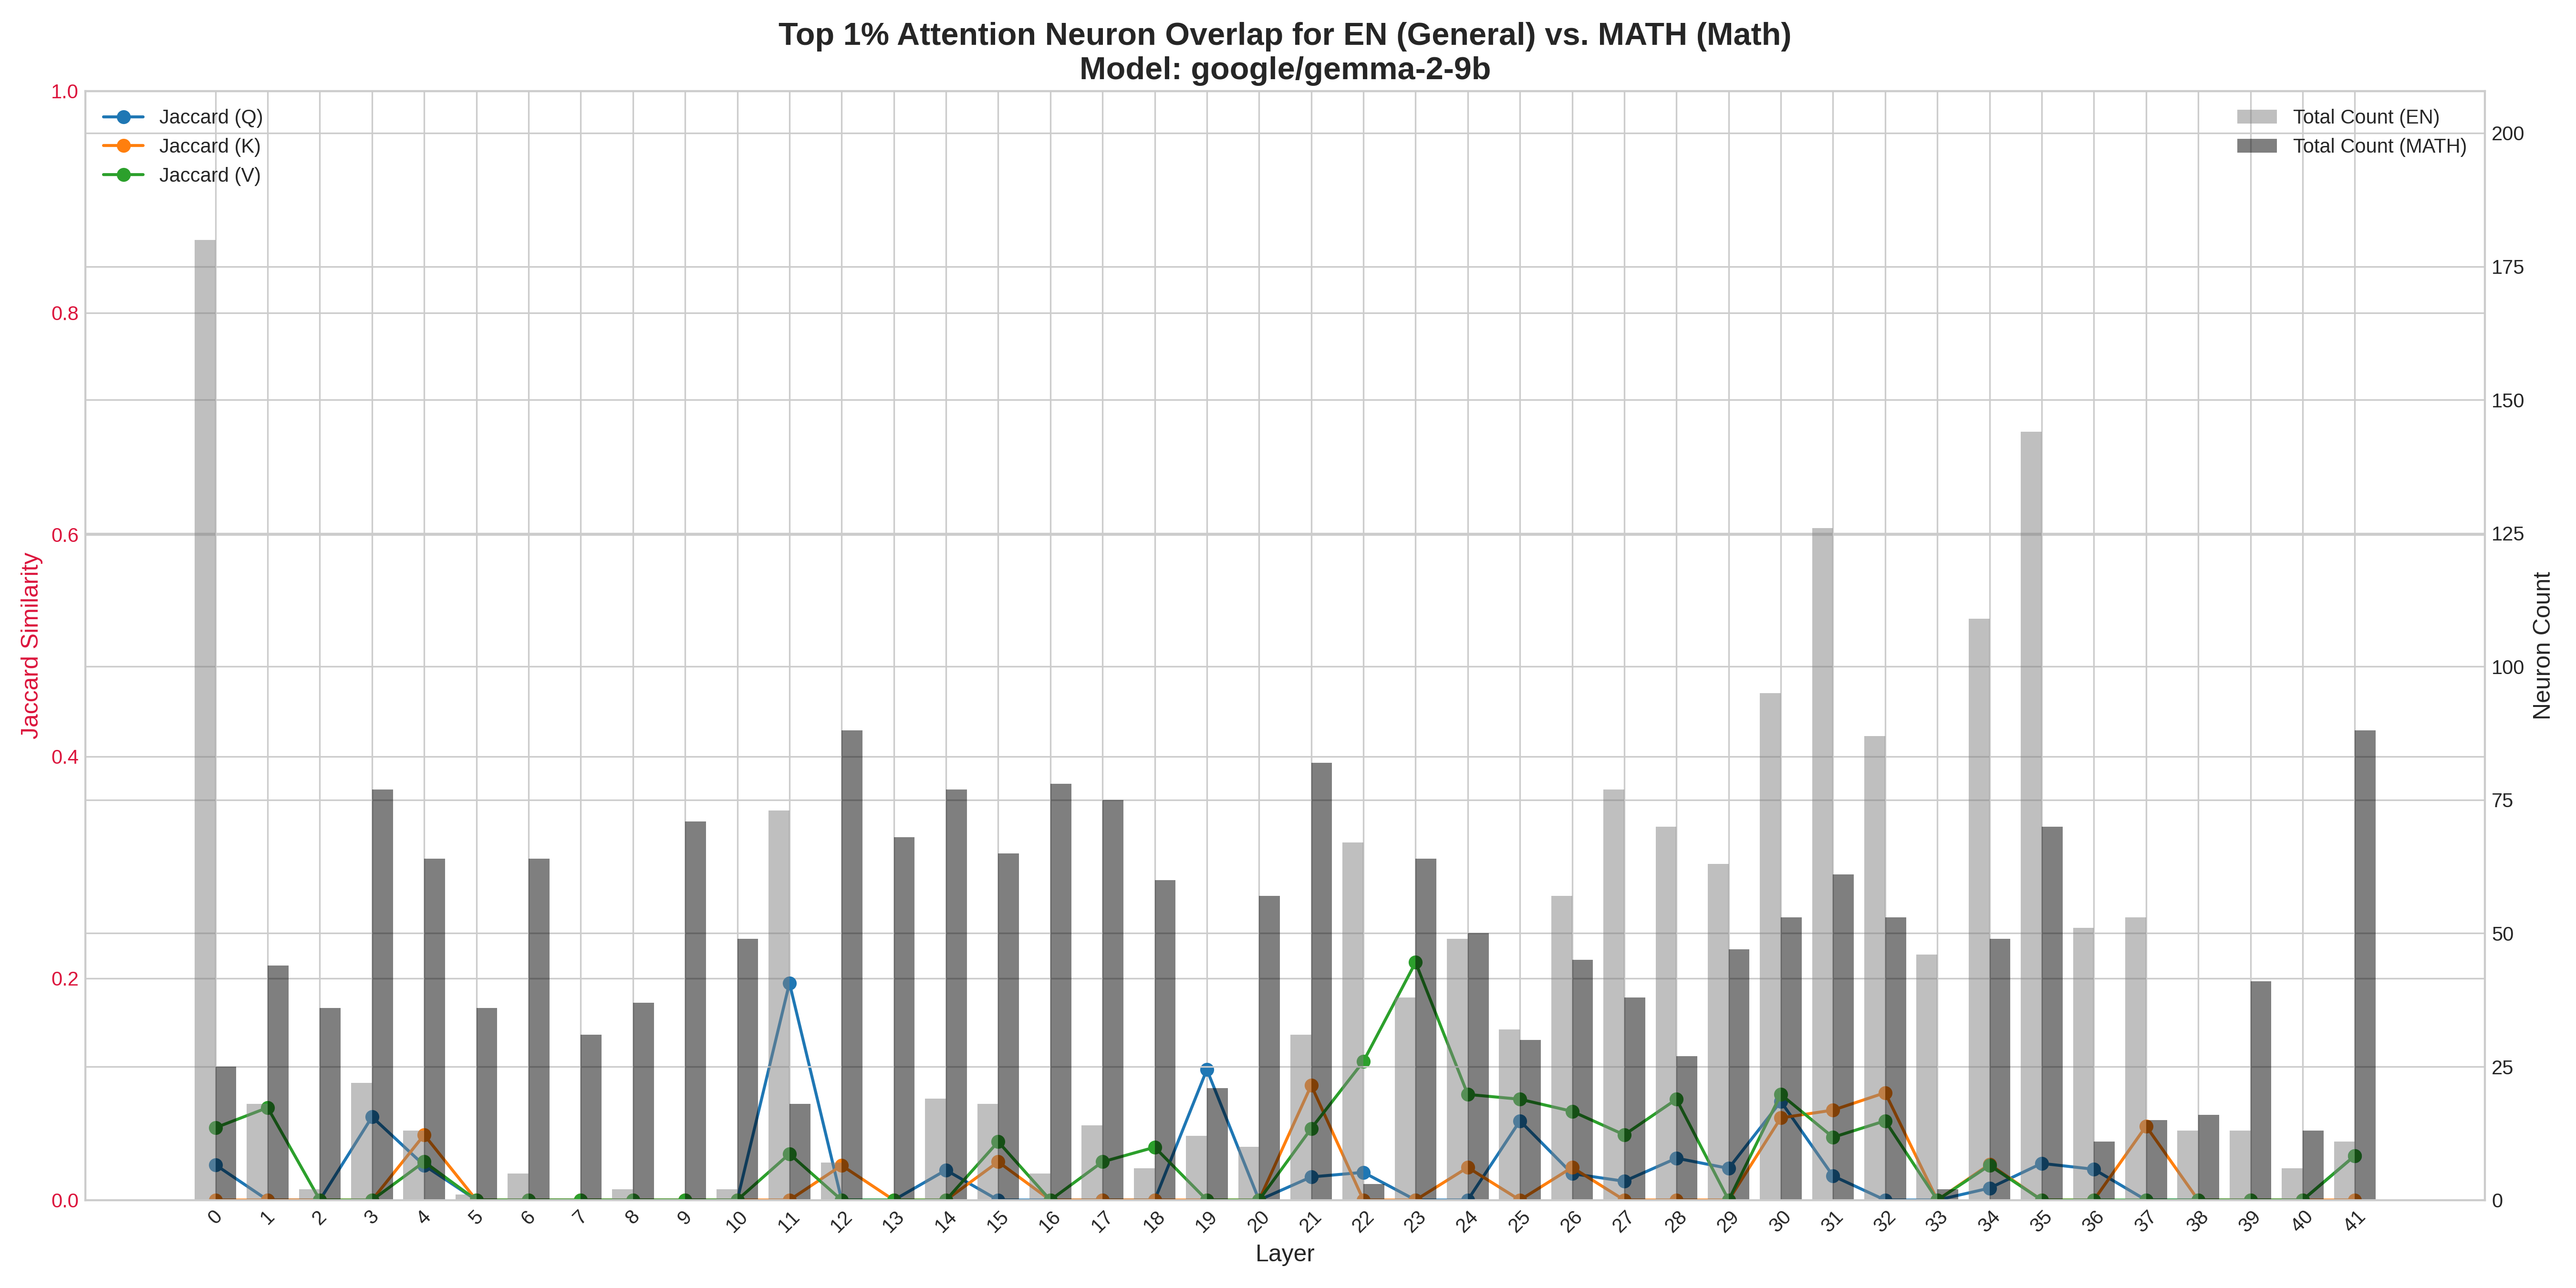 Top 1% Attention Neuron Overlap for EN (General) vs. MATH (Math)
Model: google/gemma-2-9b
Jaccard (Q)
Jaccard (K)
Jaccard (V)
Total Count (EN)
Total Count (MATH)
Jaccard Similarity
1.0
0.8
0.6
0.4
0.2
0.0
Neuron Count
200
175
150
125
100
75
50
25
0
0 1 2 3 4 5 6 7 8 9 10 11 12 13 14 15 16 17 18 19 20 21 22 23 24 25 26 27 28 29 30 31 32 33 34 35 36 37 38 39 40 41
Layer